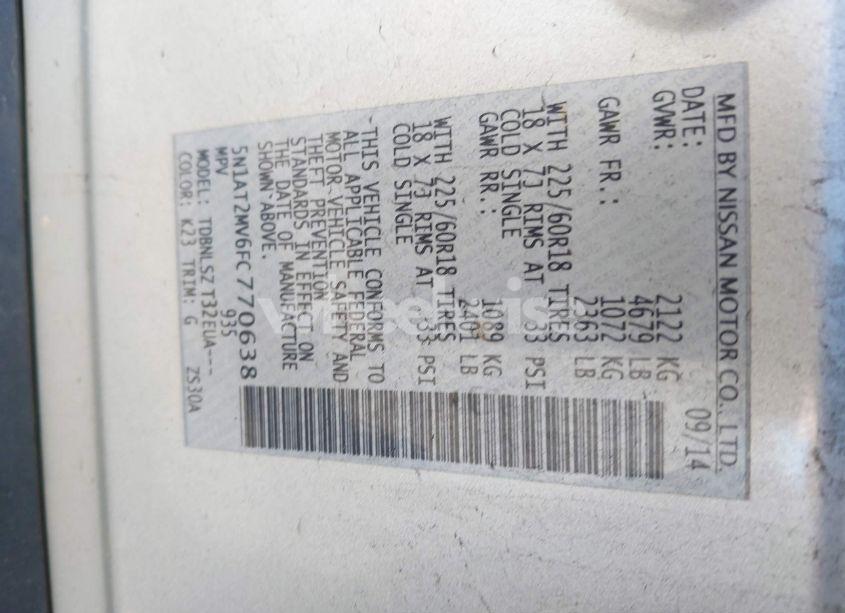 MFD BY NISSAN MOTOR CO., LTD.
DATE: 09/14
GVWR: 2122 KG
4679 LB
GAWR FR.: 1072 KG
2363 LB
WITH 225/60R18 TIRES
18 X 7J RIMS AT 33 PSI
COLD SINGLE
GAWR RR.: 1089 KG
2401 LB
WITH 225/60R18 TIRES
18 X 7J RIMS AT 33 PSI
COLD SINGLE
-THIS VEHICLE CONFORMS TO
ALL APPLICABLE FEDERAL
MOTOR VEHICLE SAFETY AND
THEFT PREVENTION
STANDARDS IN EFFECT ON
THE DATE OF MANUFACTURE
SHOWN ABOVE.
5N1AT2MV6FC770638
MPV 935
MODEL: TDBNLSZ T32EUA---
COLOR: K23 TRIM: G ZS30A